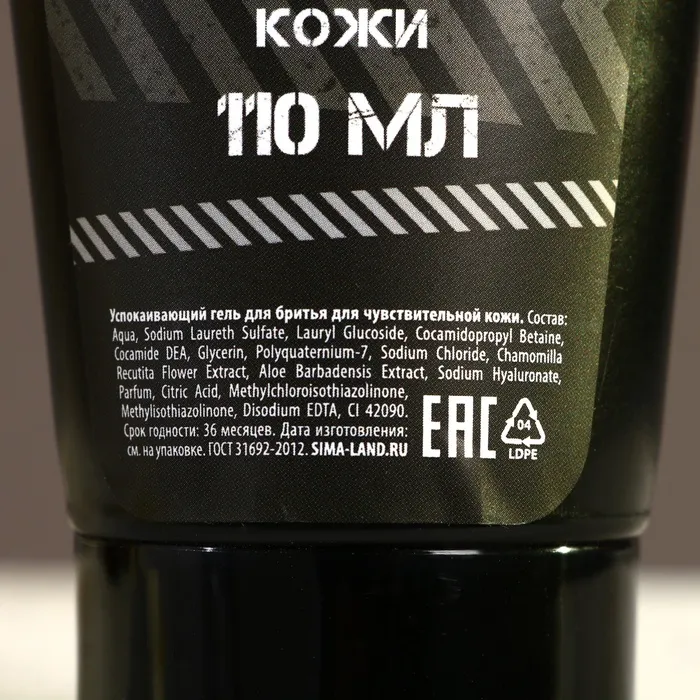 КОЖИ
110 МЛ
Успокаивающий гель для бритья для чувствительной кожи. Состав:
Aqua, Sodium Laureth Sulfate, Lauryl Glucoside, Cocamidopropyl Betaine,
Cocamide DEA, Glycerin, Polyquaternium-7, Sodium Chloride, Chamomilla
Recutita Flower Extract, Aloe Barbadensis Extract, Sodium Hyaluronate,
Parfum, Citric Acid, Methylchloroisothiazolinone,
Methylisothiazolinone, Disodium EDTA, CI 42090.
Срок годности: 36 месяцев. Дата изготовления:
см. на упаковке. ГОСТ 31692-2012. SIMA-LAND.RU
EAC
04
LDPE